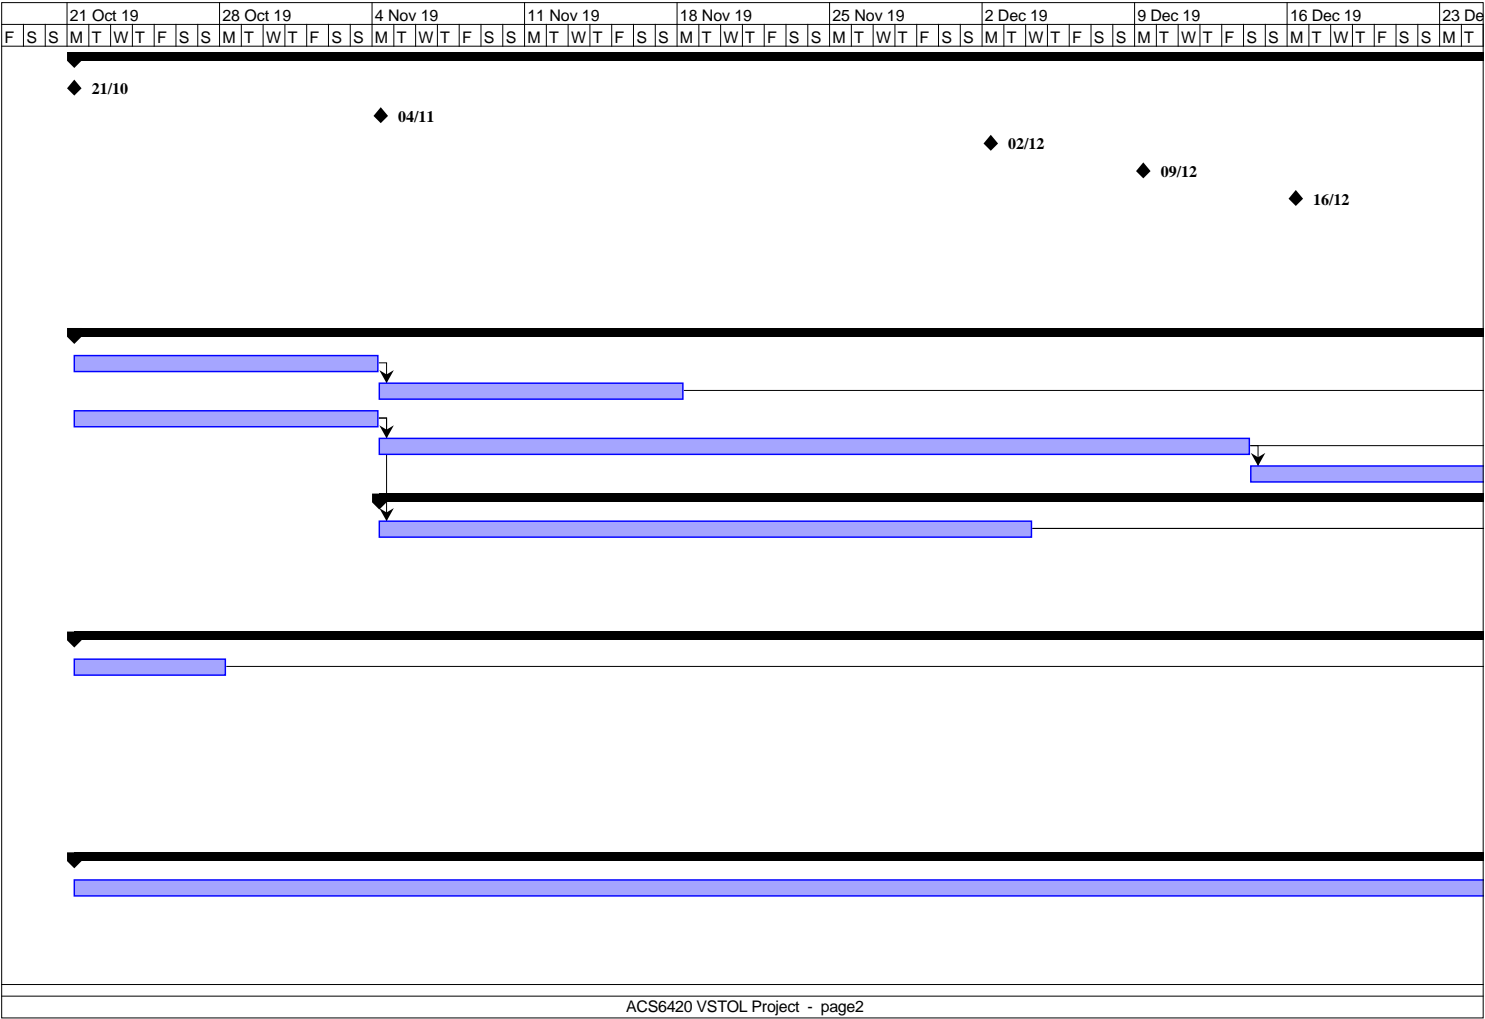 21 Oct 19 28 Oct 19 4 Nov 19 11 Nov 19 18 Nov 19 25 Nov 19 2 Dec 19 9 Dec 19 16 Dec 19 23 De
F S S M T W T F S S M T W T F S S M T W T F S S M T W T F S S M T W T F S S M T W T F S S M T W T F S S M T W T F S S M T W T F S S M T
21/10
04/11
02/12
09/12
16/12
ACS6420 VSTOL Project - page2